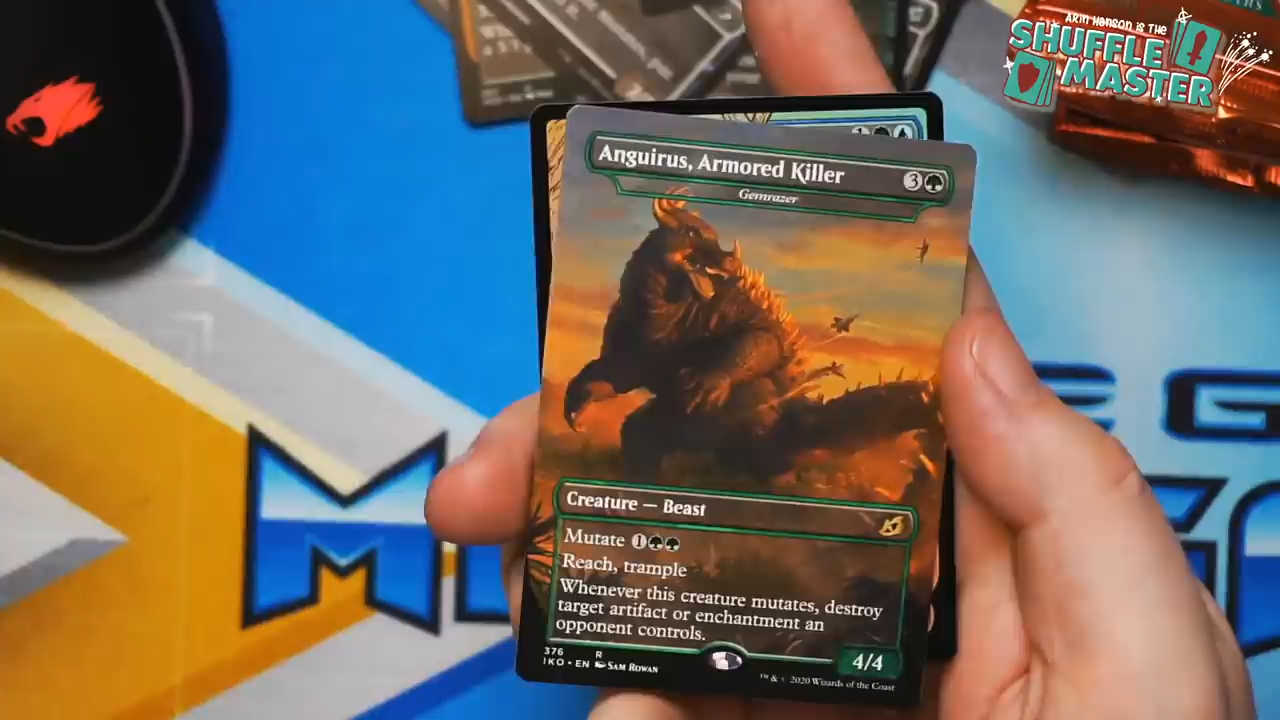 ARIN HANSON IS THE
SHUFFLE
MASTER
Anguirus, Armored Killer
3
Gemrazer
Creature — Beast
Mutate 1
Reach, trample
Whenever this creature mutates, destroy
target artifact or enchantment an
opponent controls.
4/4
376 R
IKO • EN SAM ROWAN
™ & © 2020 Wizards of the Coast